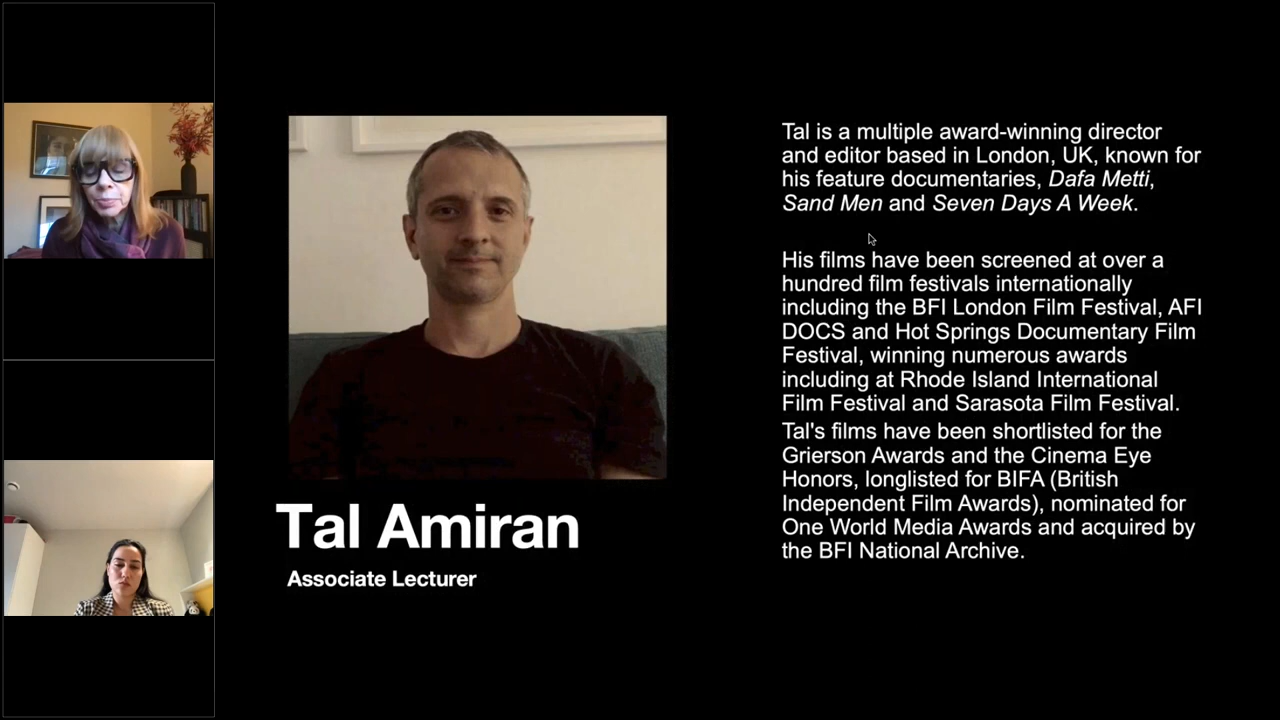 Tal Amiran
Associate Lecturer
Tal is a multiple award-winning director
and editor based in London, UK, known for
his feature documentaries, Dafa Metti,
Sand Men and Seven Days A Week.
His films have been screened at over a
hundred film festivals internationally
including the BFI London Film Festival, AFI
DOCS and Hot Springs Documentary Film
Festival, winning numerous awards
including at Rhode Island International
Film Festival and Sarasota Film Festival.
Tal's films have been shortlisted for the
Grierson Awards and the Cinema Eye
Honors, longlisted for BIFA (British
Independent Film Awards), nominated for
One World Media Awards and acquired by
the BFI National Archive.